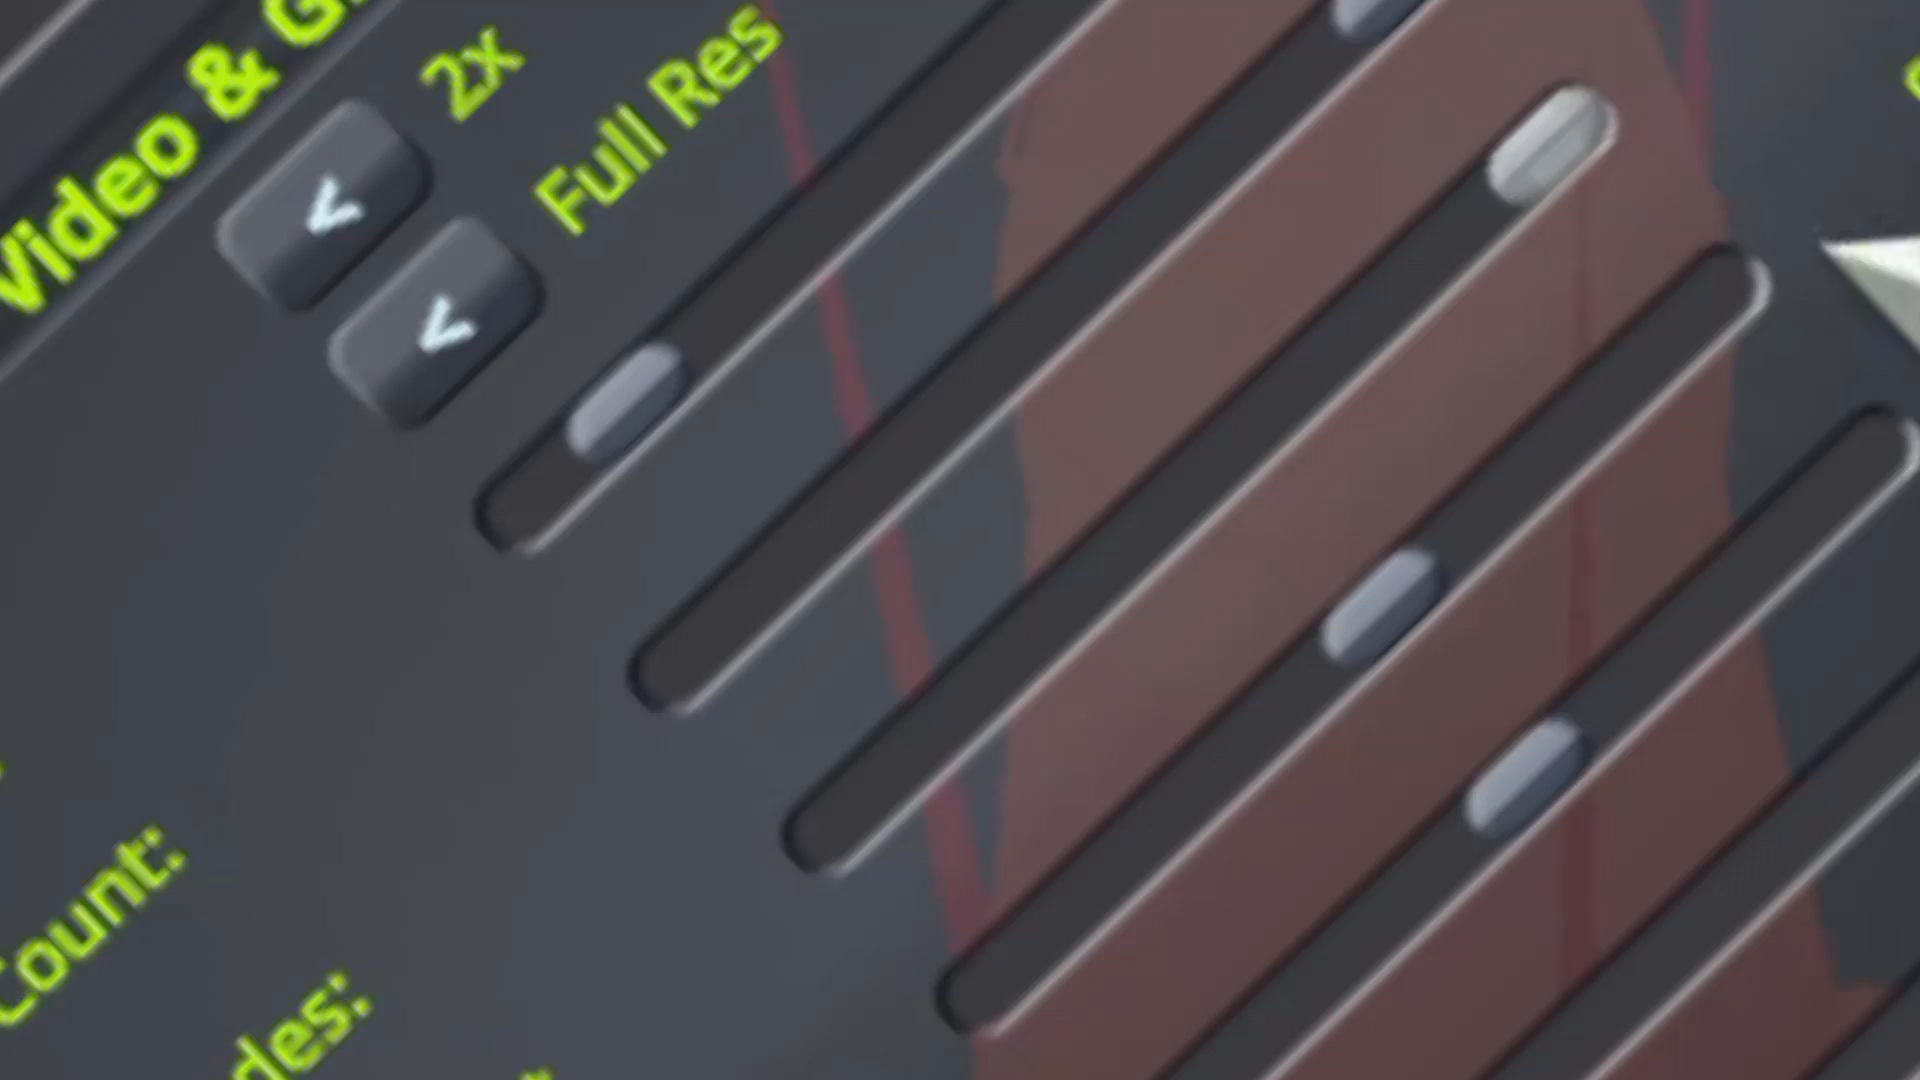 Video & G
2x
Full Res
Count:
des: